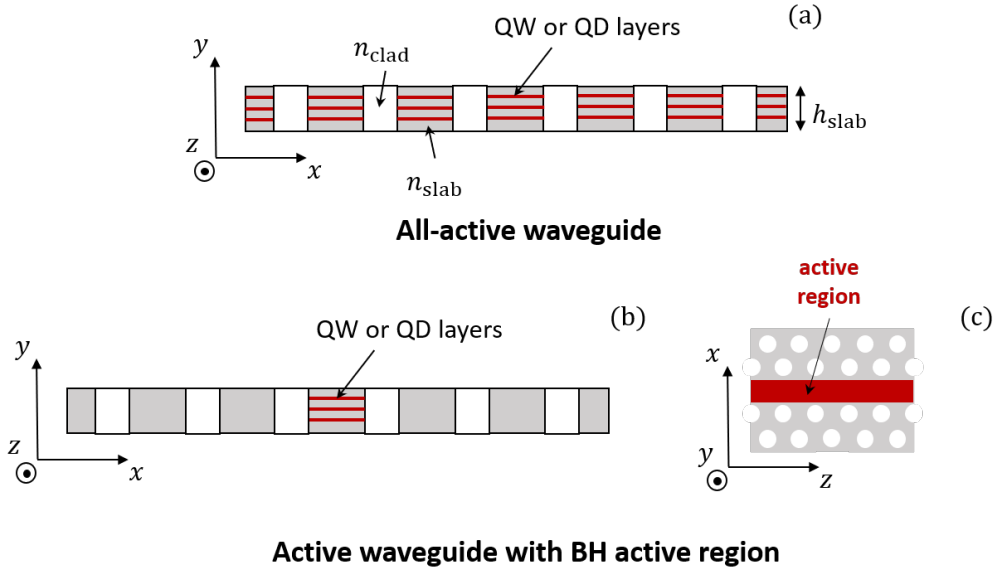 (a)
QW or QD layers
y
n_clad
h_slab
z
x
n_slab
All-active waveguide
active
region
(b)
(c)
QW or QD layers
y
x
z
x
y
z
Active waveguide with BH active region